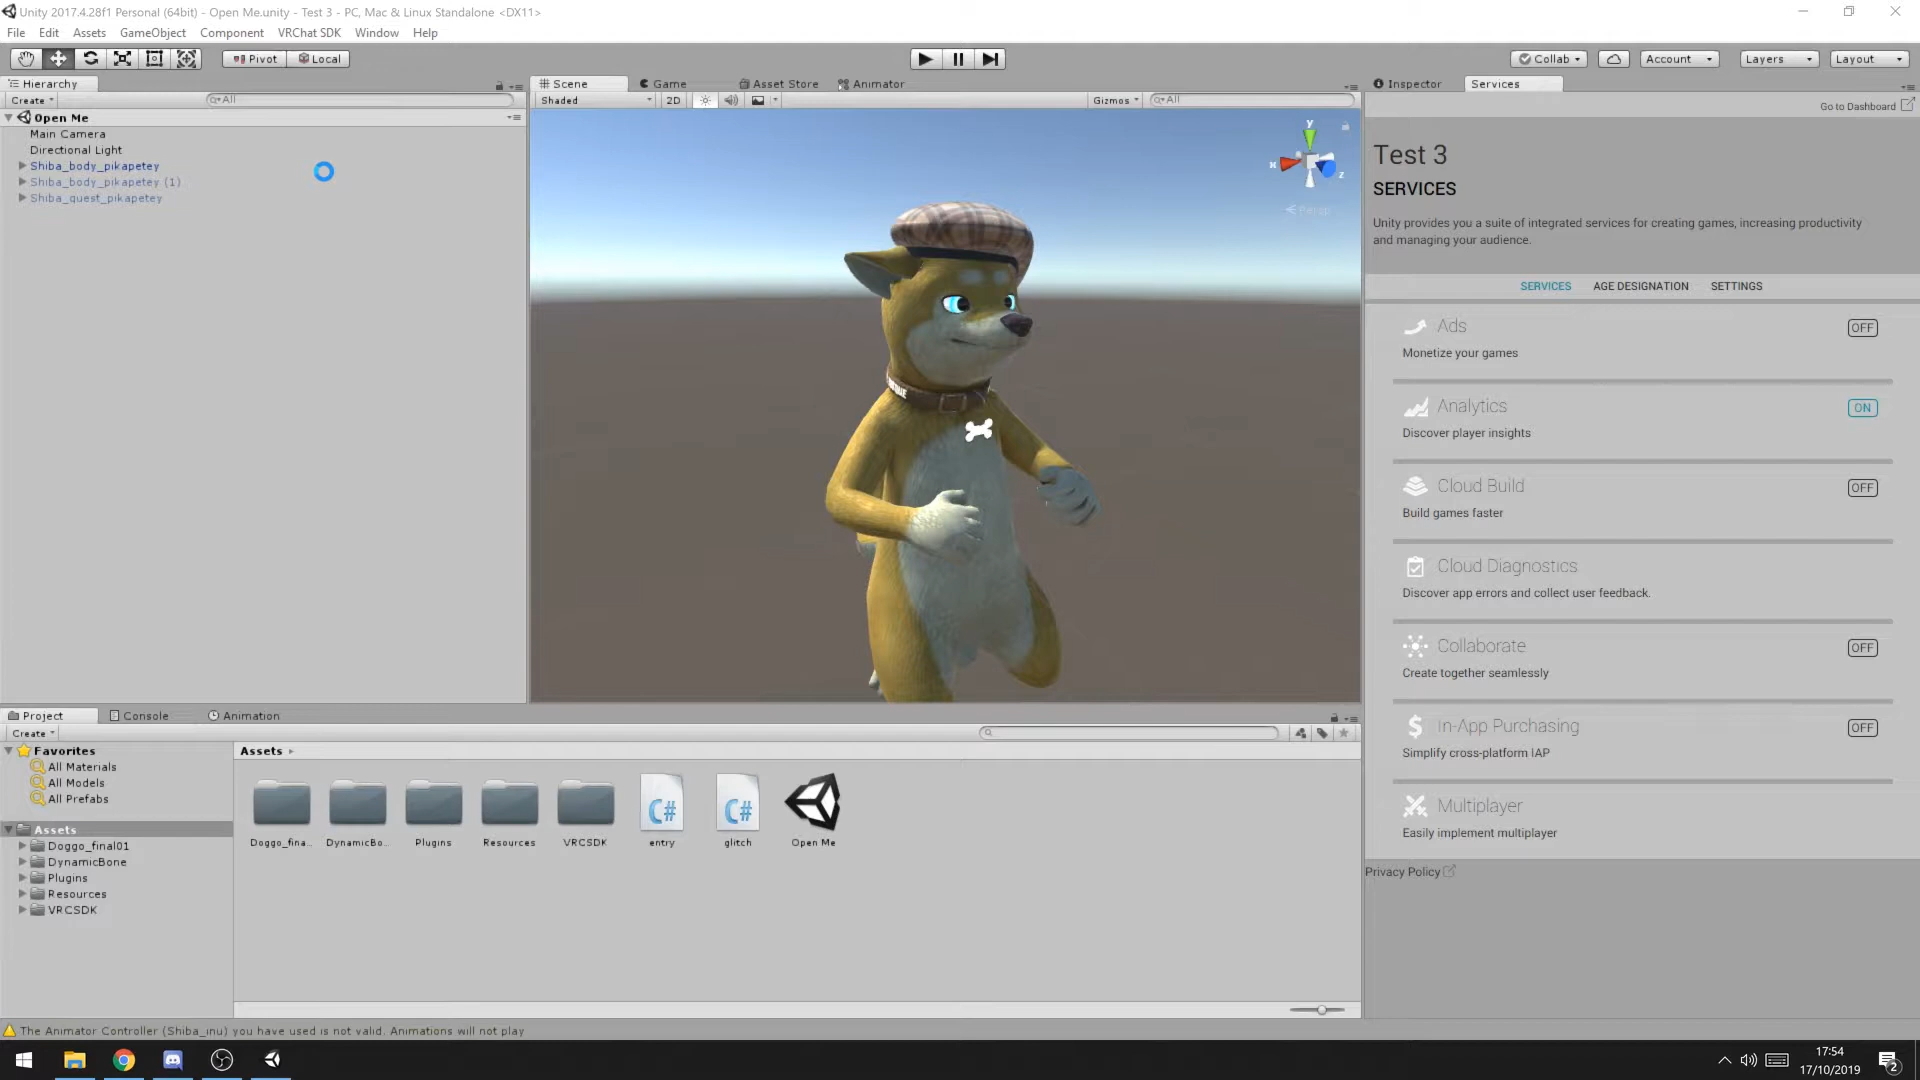 Unity 2017.4.28f1 Personal (64bit) - Open Me.unity - Test 3 - PC, Mac & Linux Standalone <DX11>
File Edit Assets GameObject Component VRChat SDK Window Help
Pivot Local Collab Account Layers Layout
Hierarchy Scene Game Asset Store Animator Inspector Services
Create All Shaded 2D Gizmos All Go to Dashboard
Open Me
Main Camera
Directional Light
Shiba_body_pikapetey
Shiba_body_pikapetey (1)
Shiba_quest_pikapetey
y
x
z
Persp
Test 3
SERVICES
Unity provides you a suite of integrated services for creating games, increasing productivity
and managing your audience.
SERVICES AGE DESIGNATION SETTINGS
Ads OFF
Monetize your games
Analytics ON
Discover player insights
Cloud Build OFF
Build games faster
Cloud Diagnostics
Discover app errors and collect user feedback.
Collaborate OFF
Create together seamlessly
In-App Purchasing OFF
Simplify cross-platform IAP
Multiplayer
Easily implement multiplayer
Privacy Policy
Project Console Animation
Create
Favorites
All Materials
All Models
All Prefabs
Assets
Doggo_final01
DynamicBone
Plugins
Resources
VRCSDK
Assets
C# C#
Doggo_fina... DynamicBo... Plugins Resources VRCSDK entry glitch Open Me
The Animator Controller (Shiba_inu) you have used is not valid. Animations will not play
17:54
17/10/2019
2